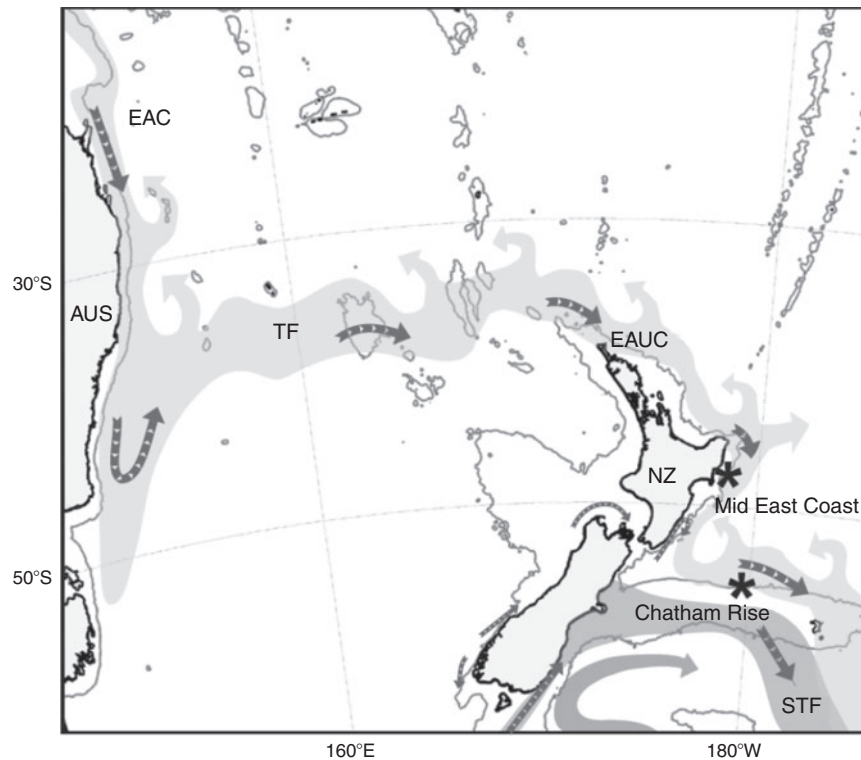 EAC
30°S
AUS
TF
EAUC
NZ
Mid East Coast
50°S
Chatham Rise
STF
160°E
180°W